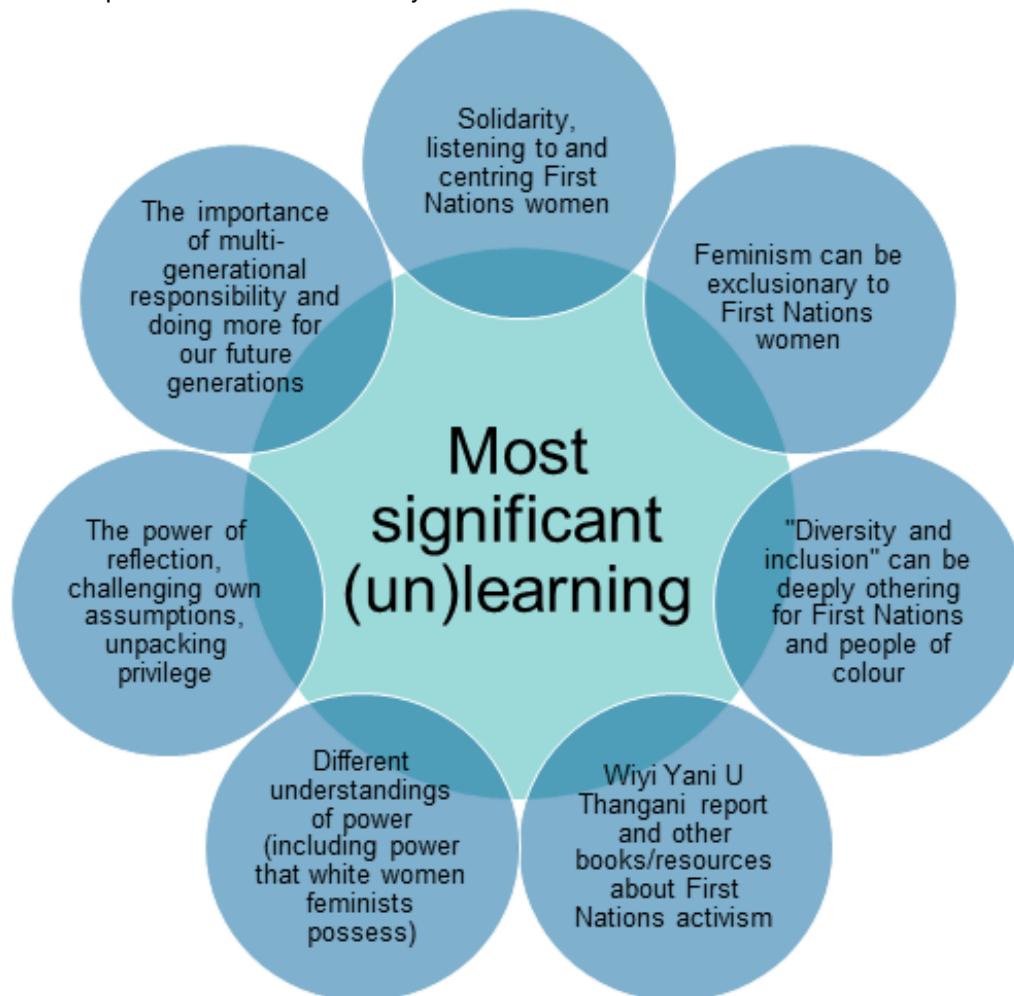 Solidarity,
listening to and
centring First
Nations women
Feminism can be
exclusionary to
First Nations
women
"Diversity and
inclusion" can be
deeply othering
for First Nations
and people of
colour
Wiyi Yani U
Thangani report
and other
books/resources
about First
Nations activism
Different
understandings
of power
(including power
that white women
feminists
possess)
The power of
reflection,
challenging own
assumptions,
unpacking
privilege
The importance
of multi-
generational
responsibility and
doing more for
our future
generations
Most
significant
(un)learning